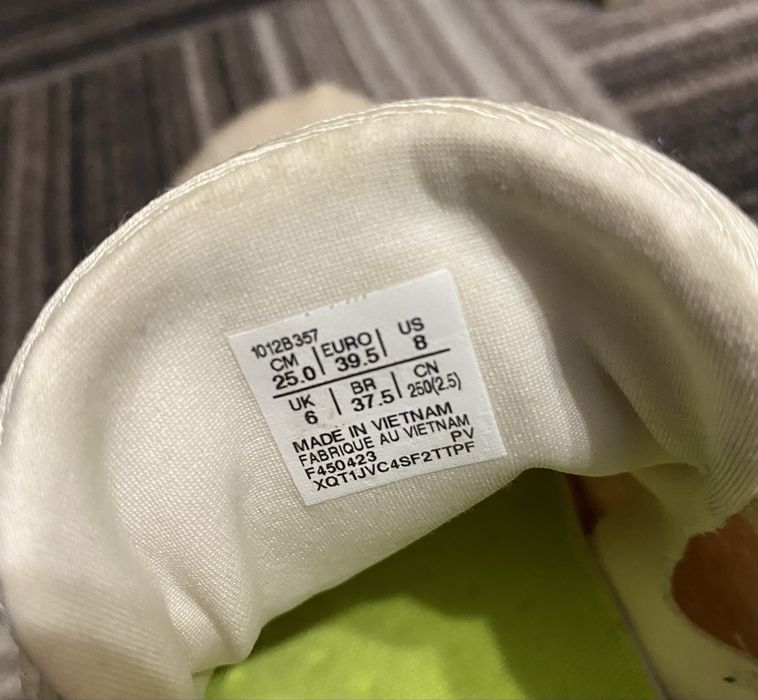 1012B357
CM | EURO | US
25.0 | 39.5 | 8
UK | BR | CN
6 | 37.5 | 250(2.5)
MADE IN VIETNAM
FABRIQUE AU VIETNAM
F450423 PV
XQT1JVC4SF2TTPF